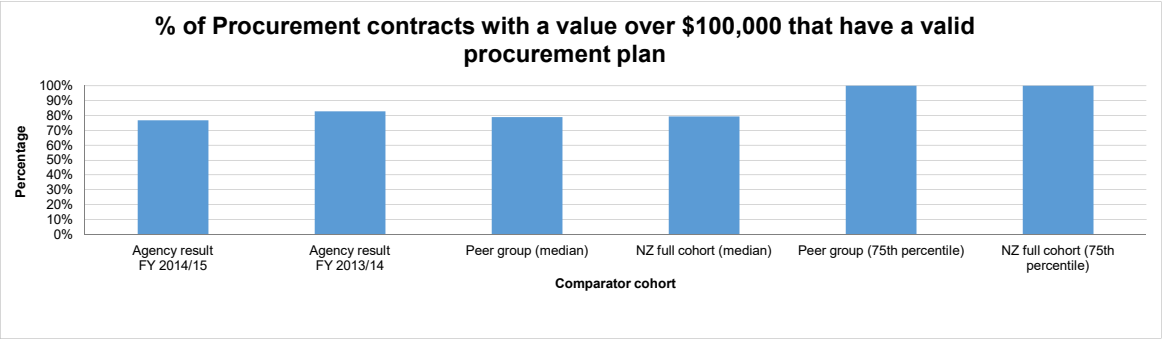 % of Procurement contracts with a value over $100,000 that have a valid
procurement plan
Percentage
100%
90%
80%
70%
60%
50%
40%
30%
20%
10%
0%
Agency result
FY 2014/15
Agency result
FY 2013/14
Peer group (median)
NZ full cohort (median)
Peer group (75th percentile)
NZ full cohort (75th
percentile)
Comparator cohort